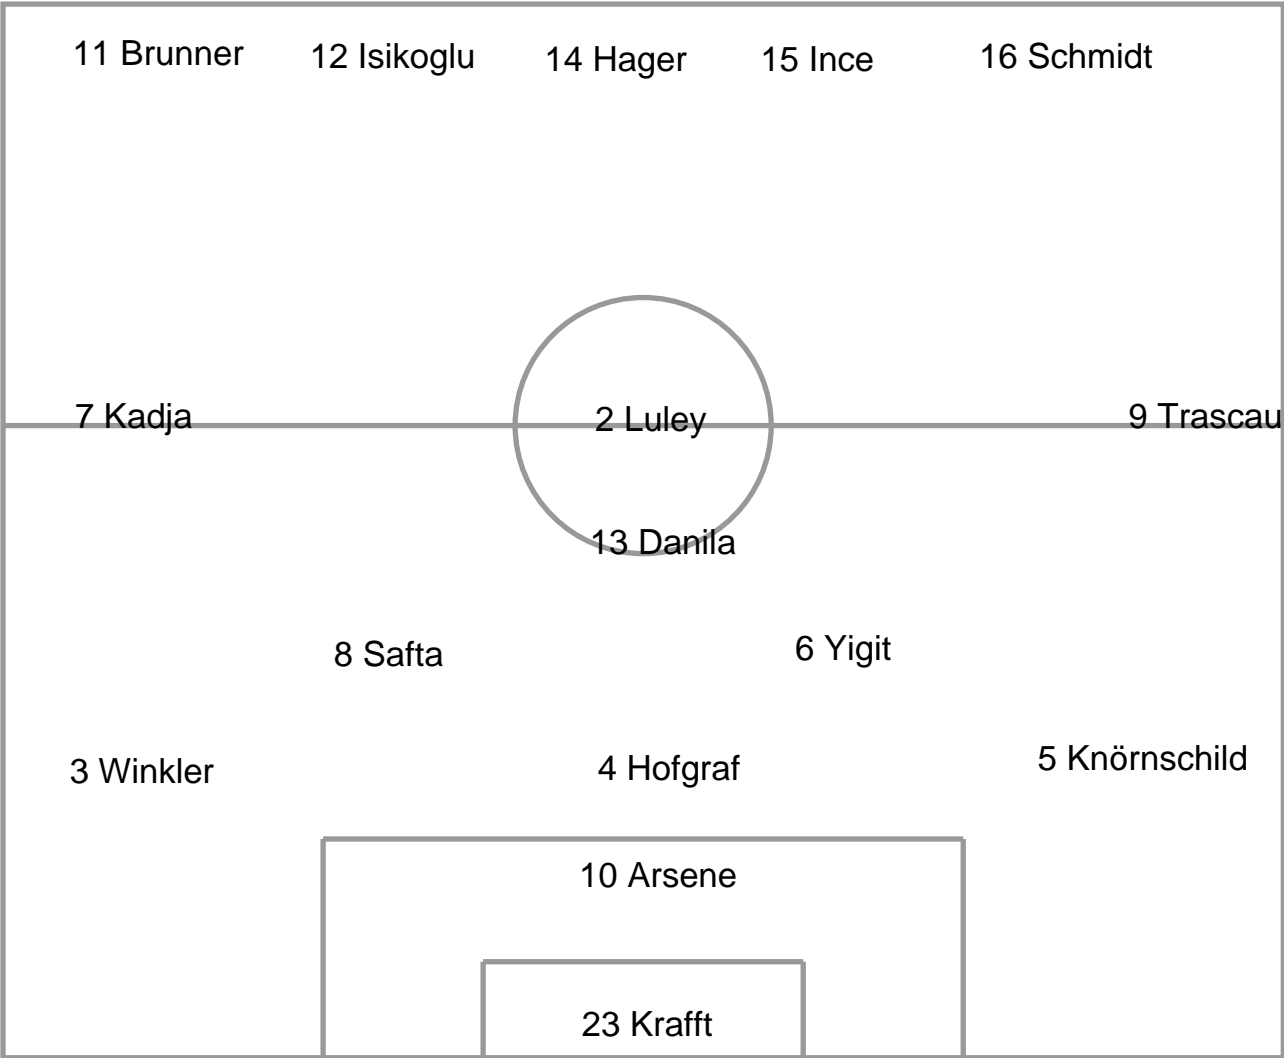 11 Brunner
12 Isikoglu
14 Hager
15 Ince
16 Schmidt
7 Kadja
2 Luley
9 Trascau
13 Danila
8 Safta
6 Yigit
3 Winkler
4 Hofgraf
5 Knörnschild
10 Arsene
23 Krafft